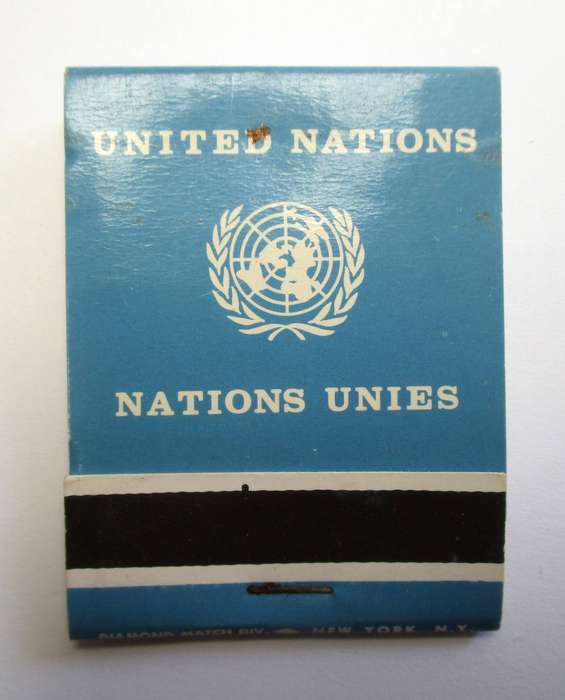 UNITED NATIONS
NATIONS UNIES
DIAMOND MATCH DIV. NEW YORK, N.Y.